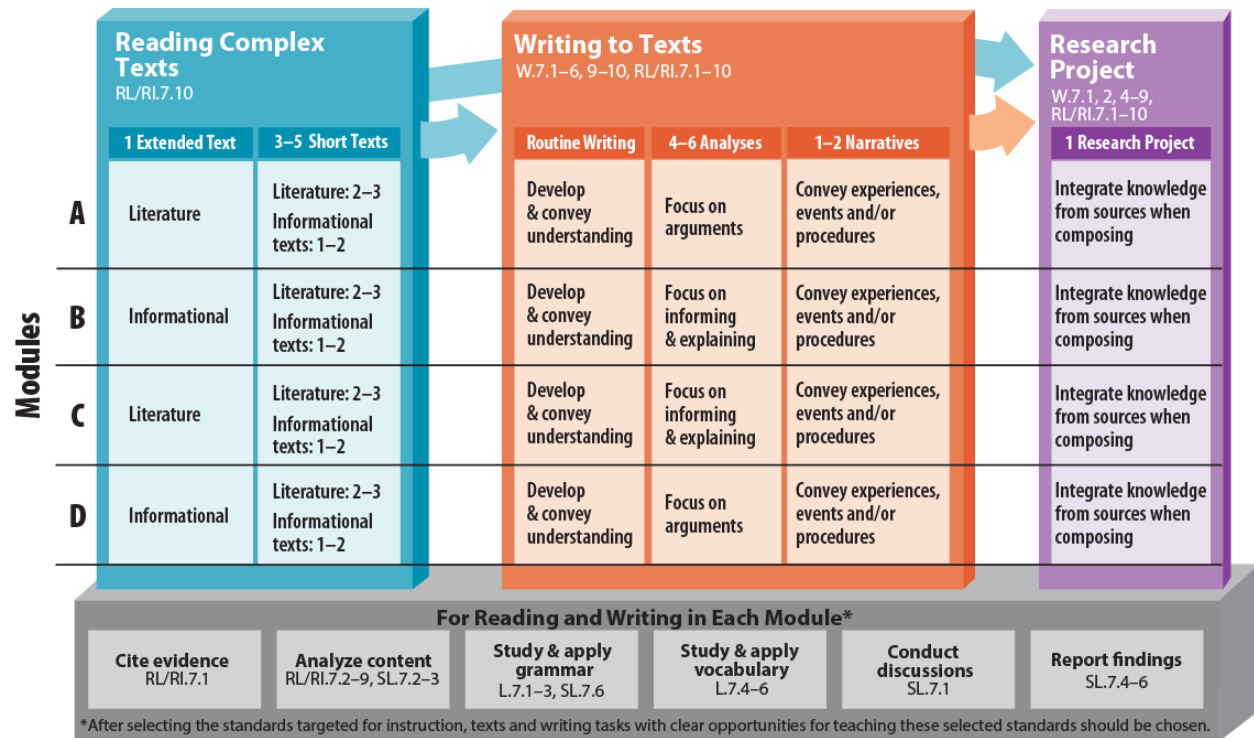 Reading Complex
Texts
RL/RI.7.10
Writing to Texts
W.7.1–6, 9–10, RL/RI.7.1–10
Research
Project
W.7.1, 2, 4–9,
RL/RI.7.1–10
1 Extended Text
3–5 Short Texts
Routine Writing
4–6 Analyses
1–2 Narratives
1 Research Project
Modules
A
Literature
Literature: 2–3
Informational
texts: 1–2
Develop
& convey
understanding
Focus on
arguments
Convey experiences,
events and/or
procedures
Integrate knowledge
from sources when
composing
B
Informational
Literature: 2–3
Informational
texts: 1–2
Develop
& convey
understanding
Focus on
informing
& explaining
Convey experiences,
events and/or
procedures
Integrate knowledge
from sources when
composing
C
Literature
Literature: 2–3
Informational
texts: 1–2
Develop
& convey
understanding
Focus on
informing
& explaining
Convey experiences,
events and/or
procedures
Integrate knowledge
from sources when
composing
D
Informational
Literature: 2–3
Informational
texts: 1–2
Develop
& convey
understanding
Focus on
arguments
Convey experiences,
events and/or
procedures
Integrate knowledge
from sources when
composing
For Reading and Writing in Each Module*
Cite evidence
RL/RI.7.1
Analyze content
RL/RI.7.2–9, SL.7.2–3
Study & apply
grammar
L.7.1–3, SL.7.6
Study & apply
vocabulary
L.7.4–6
Conduct
discussions
SL.7.1
Report findings
SL.7.4–6
*After selecting the standards targeted for instruction, texts and writing tasks with clear opportunities for teaching these selected standards should be chosen.